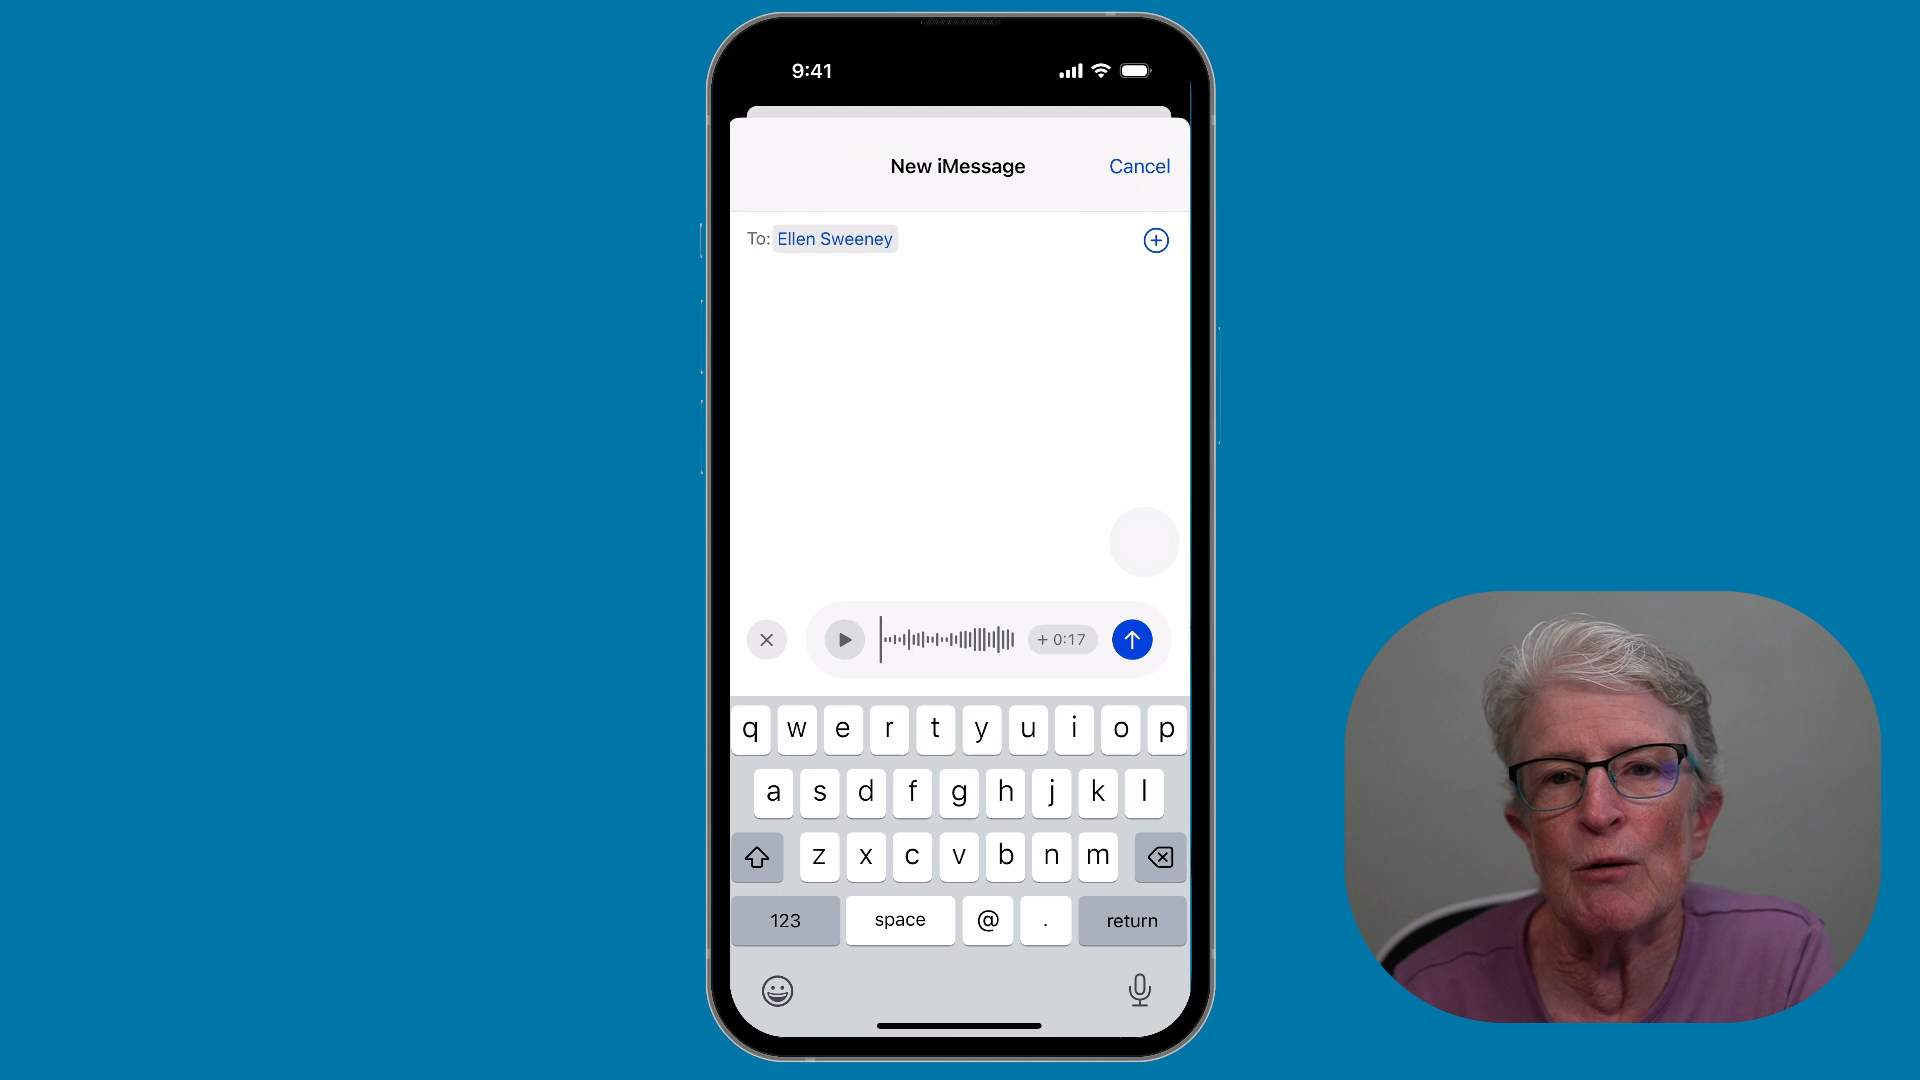 9:41
New iMessage
Cancel
To: Ellen Sweeney
+ 0:17
q w e r t y u i o p
a s d f g h j k l
z x c v b n m
123 space @ . return